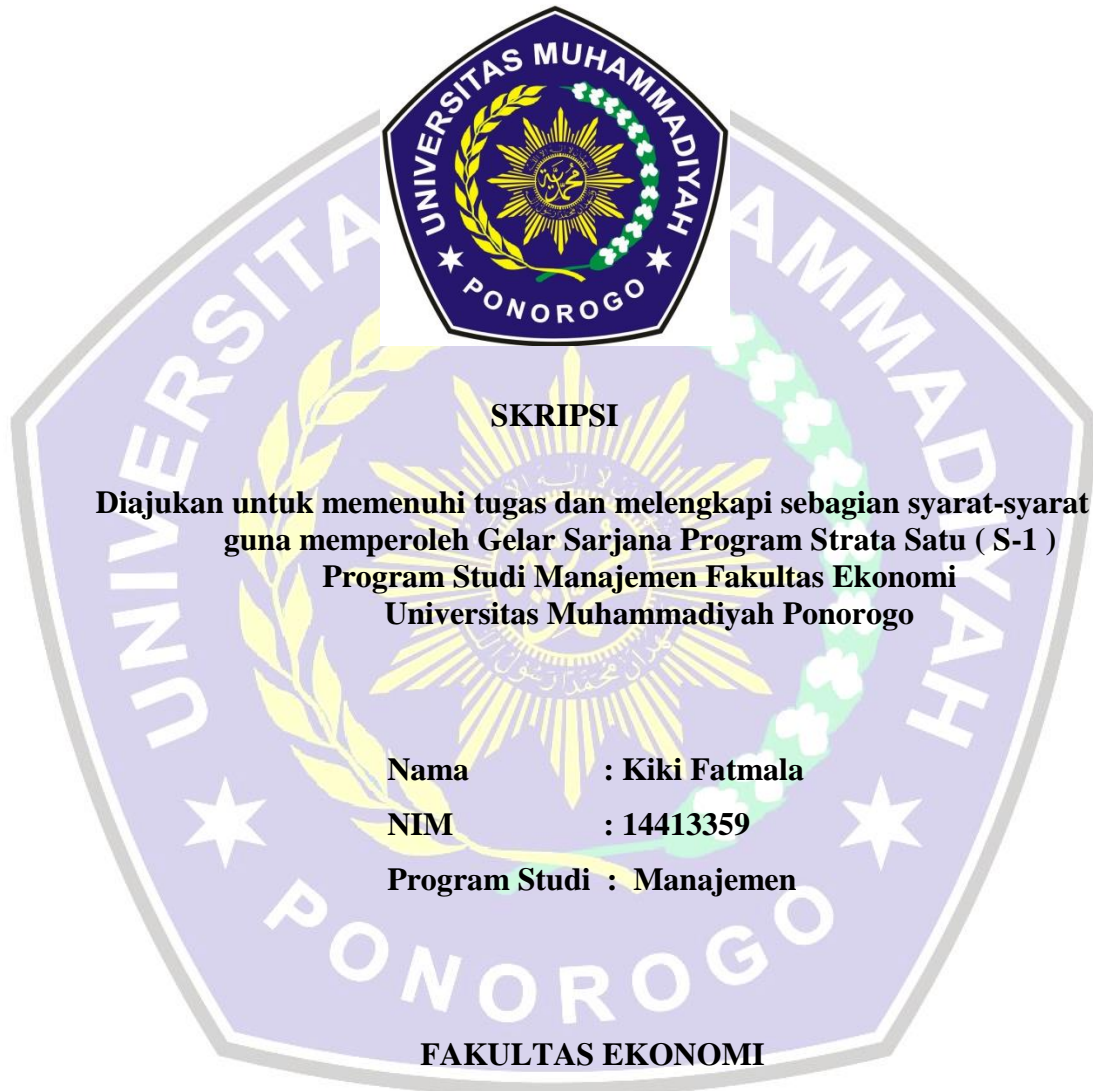 UNIVERSITAS MUHAMMADIYAH
PONOROGO
SKRIPSI
Diajukan untuk memenuhi tugas dan melengkapi sebagian syarat-syarat
guna memperoleh Gelar Sarjana Program Strata Satu ( S-1 )
Program Studi Manajemen Fakultas Ekonomi
Universitas Muhammadiyah Ponorogo
Nama : Kiki Fatmala
NIM : 14413359
Program Studi : Manajemen
FAKULTAS EKONOMI